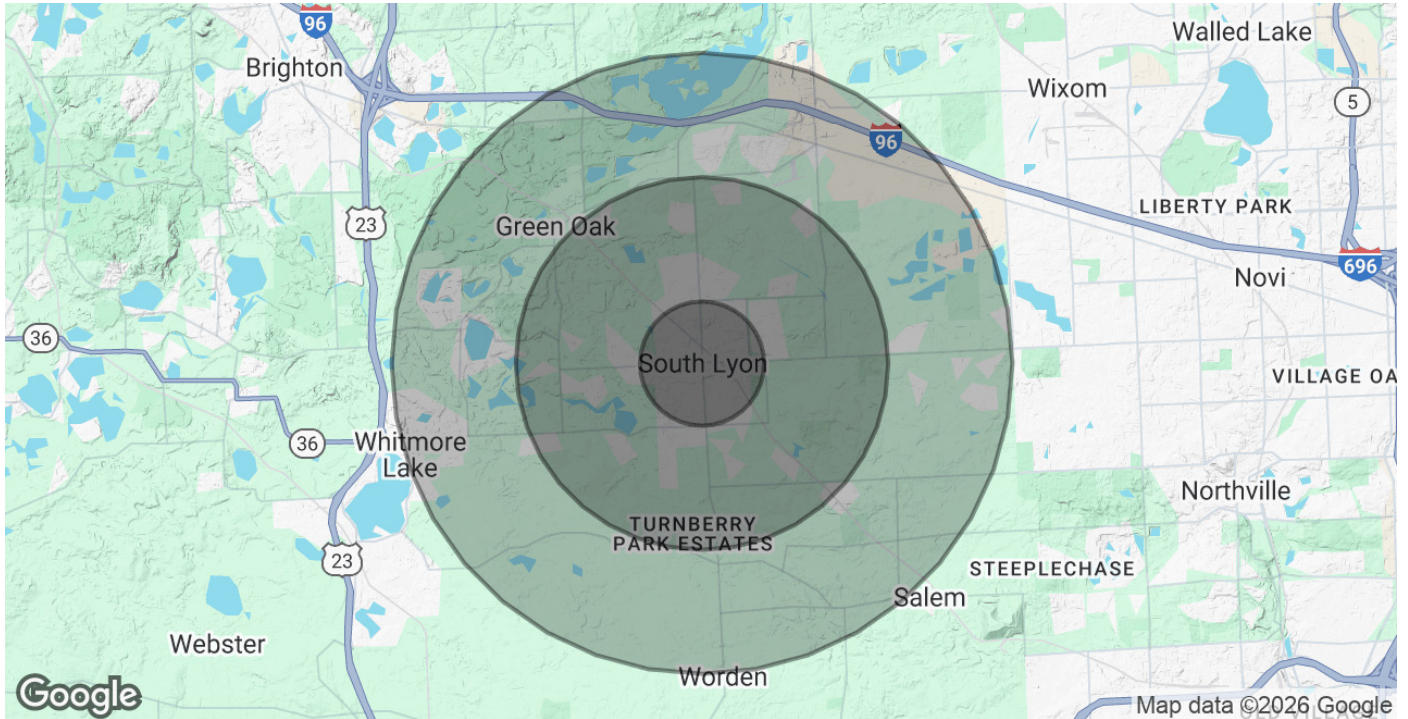 96
Walled Lake
Brighton
Wixom
5
96
LIBERTY PARK
23
Green Oak
696
Novi
36
South Lyon
VILLAGE OA
36
Whitmore
Lake
Northville
TURNBERRY
PARK ESTATES
23
STEEPLECHASE
Salem
Webster
Worden
Google
Map data ©2026 Google